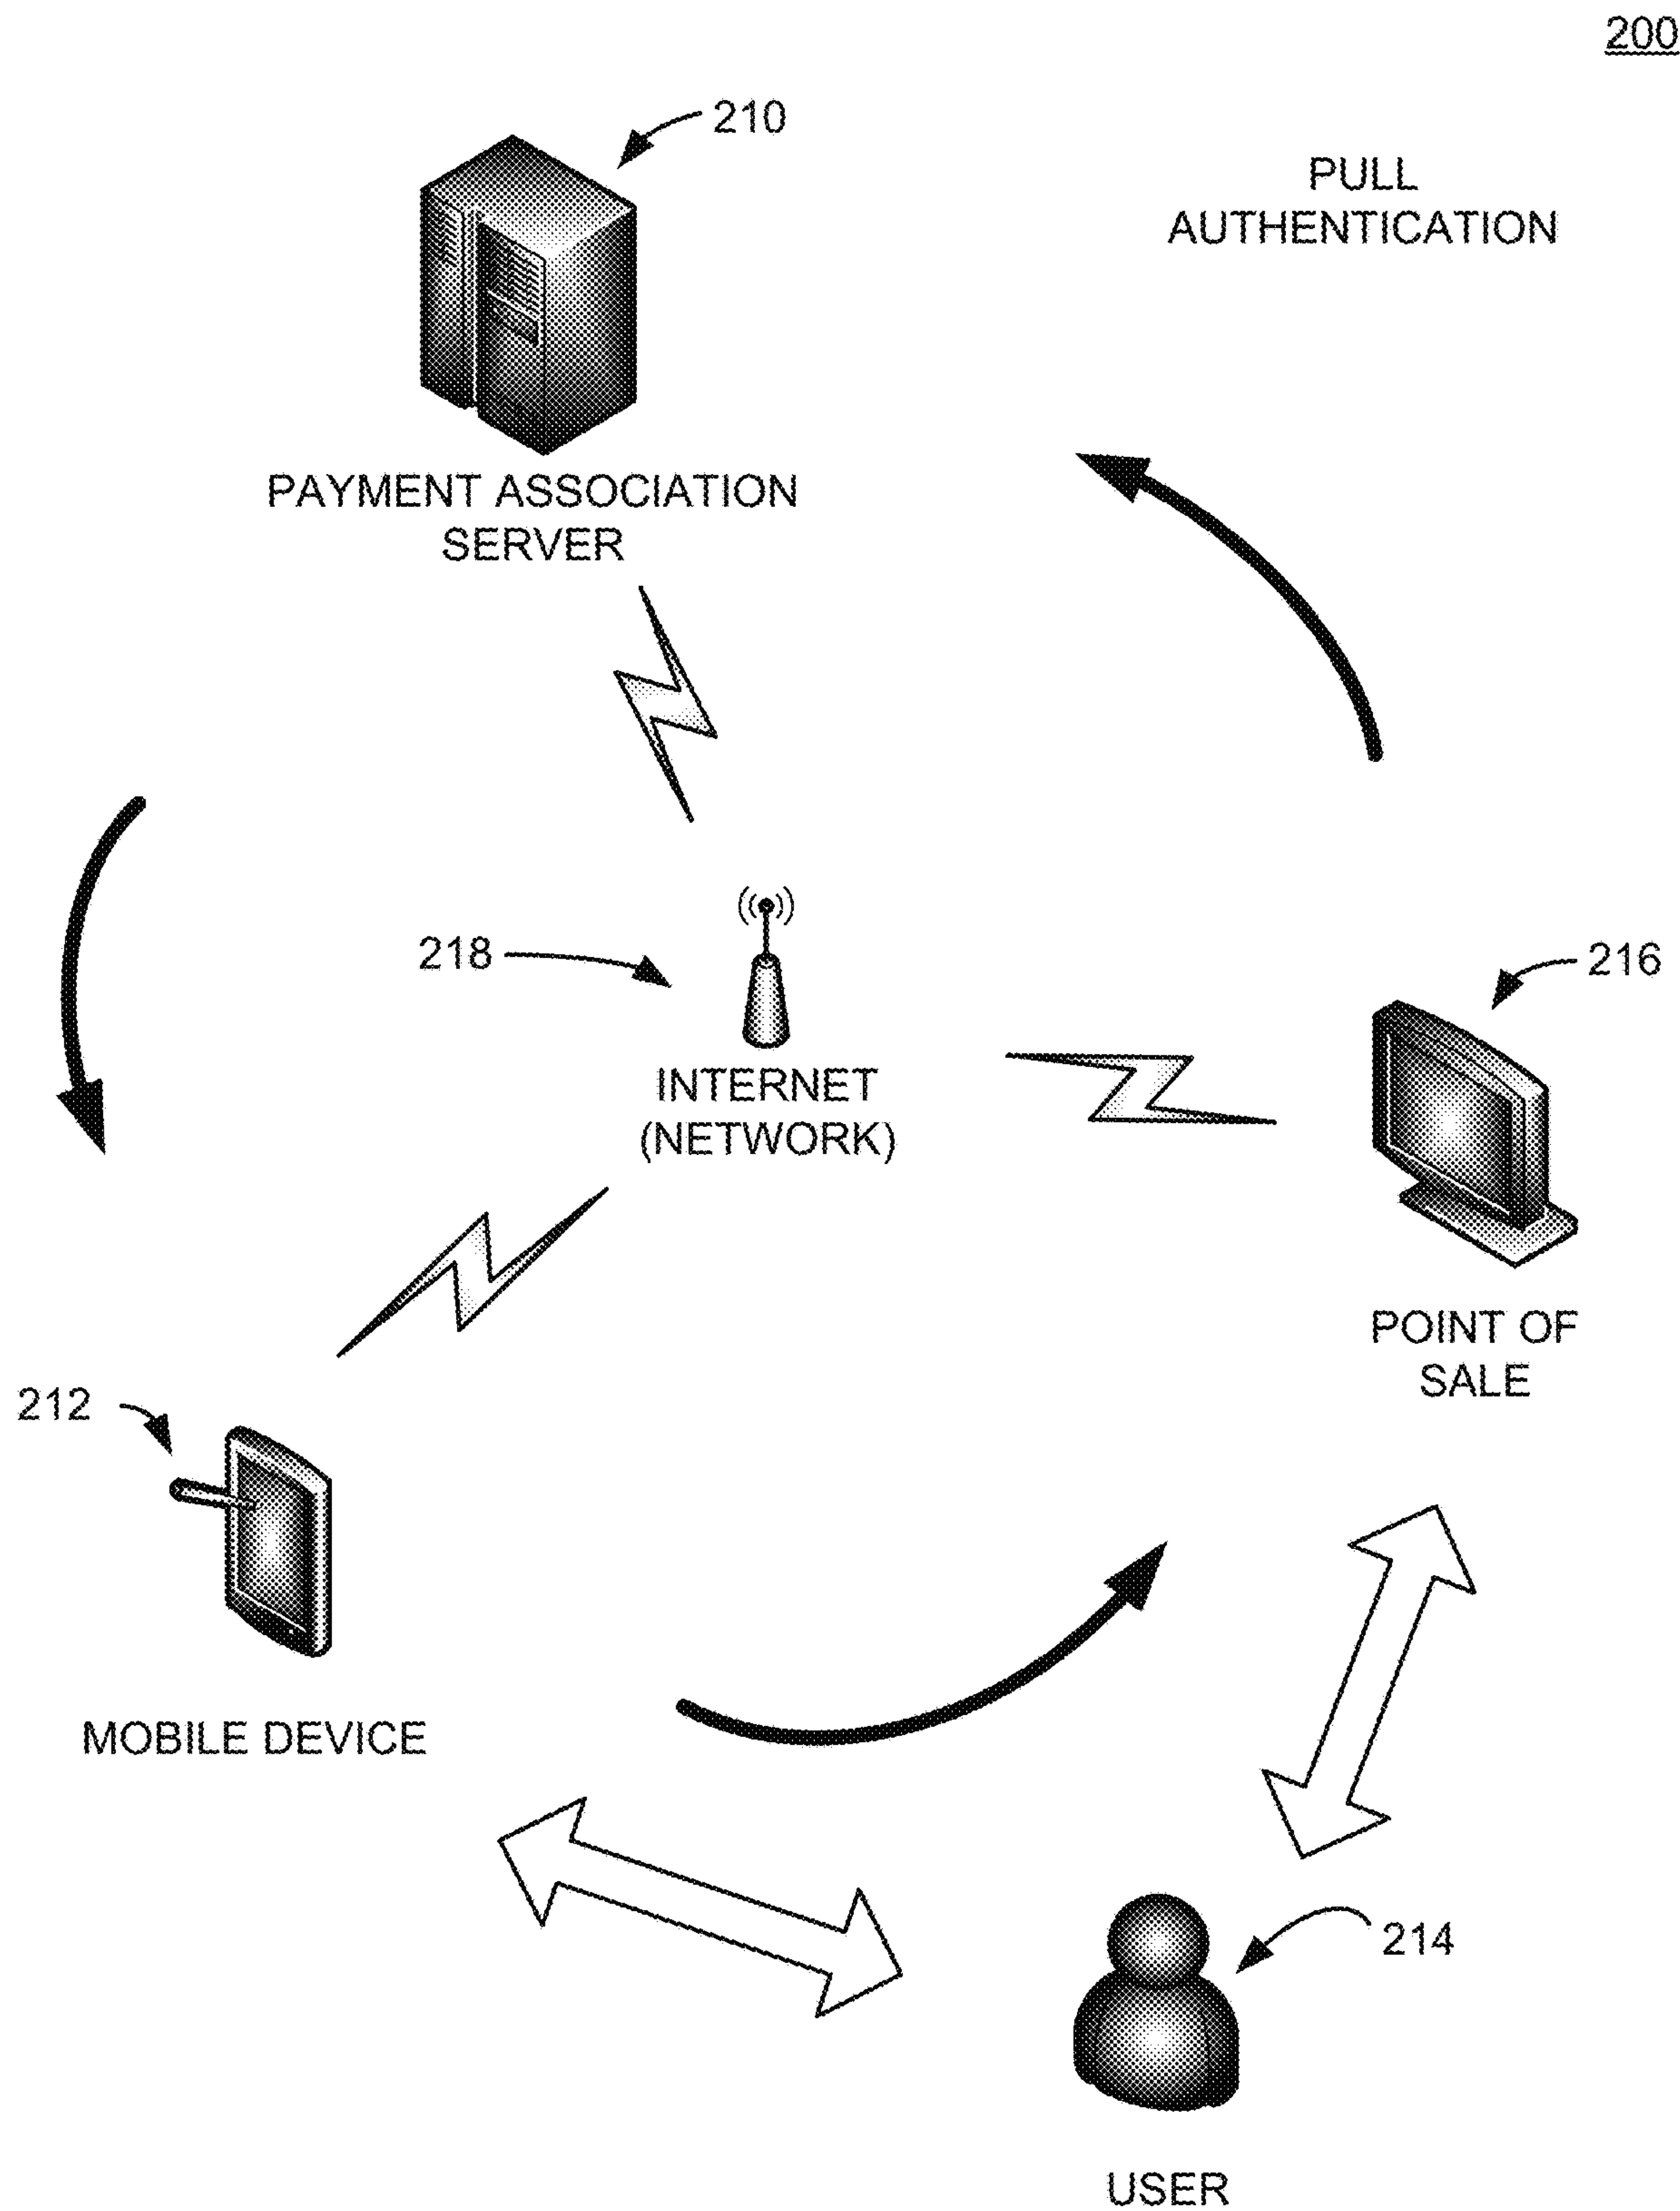 200
210
PULL
AUTHENTICATION
PAYMENT ASSOCIATION
SERVER
218
216
INTERNET
(NETWORK)
POINT OF
SALE
212
MOBILE DEVICE
214
USER